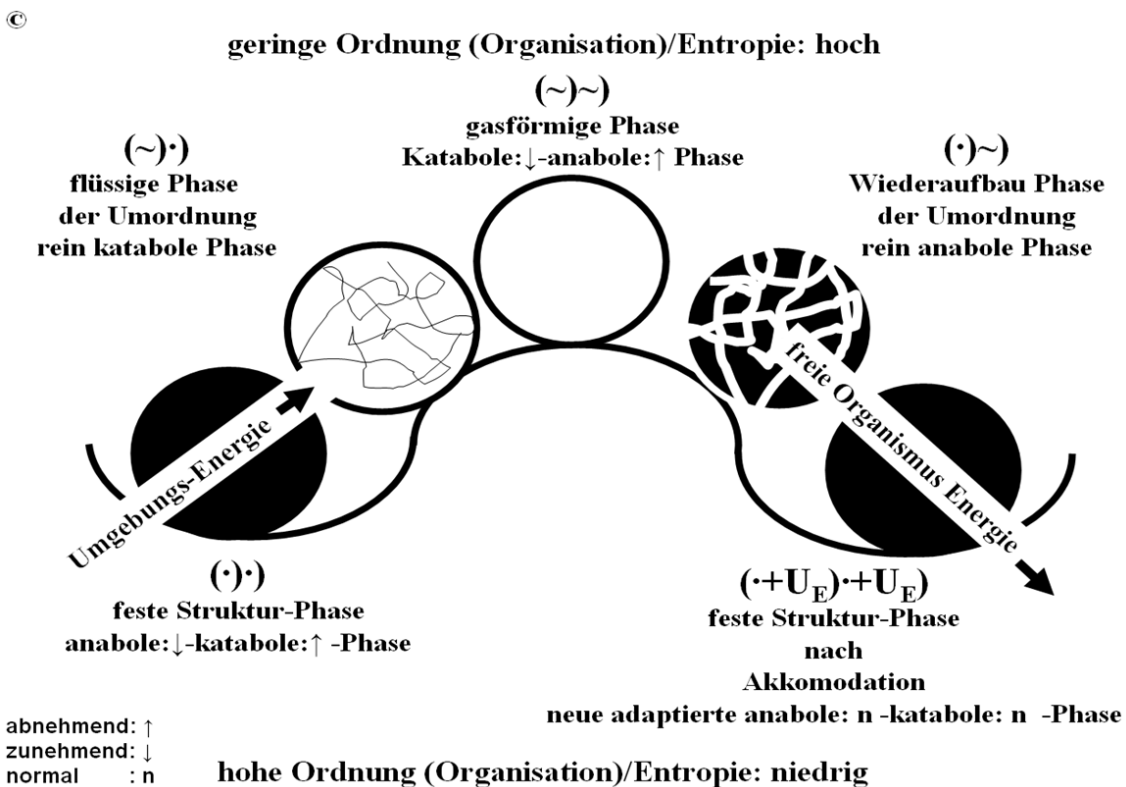 ©
geringe Ordnung (Organisation)/Entropie: hoch
(~)~)
gasförmige Phase
Katabole:↓-anabole:↑ Phase
(~)·)
flüssige Phase
der Umordnung
rein katabole Phase
(·)~)
Wiederaufbau Phase
der Umordnung
rein anabole Phase
Umgebungs-Energie
freie Organismus Energie
(·)·)
feste Struktur-Phase
anabole:↓-katabole:↑ -Phase
(·+U_E)·+U_E)
feste Struktur-Phase
nach
Akkomodation
neue adaptierte anabole: n -katabole: n -Phase
abnehmend: ↑
zunehmend: ↓
normal : n
hohe Ordnung (Organisation)/Entropie: niedrig